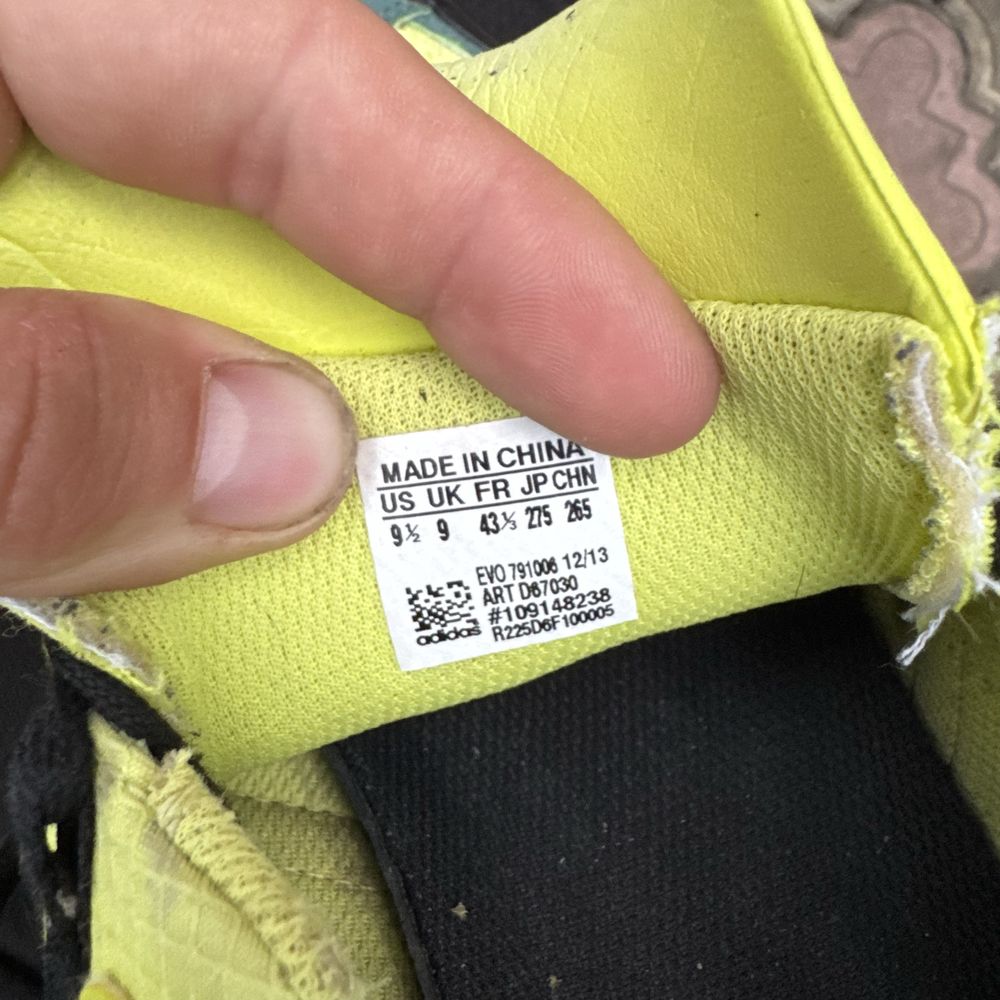 MADE IN CHINA
US UK FR JP CHN
9½ 9 43⅓ 275 265
EVO 791006 12/13
ART D67030
#109148238
R225D6F100005
adidas